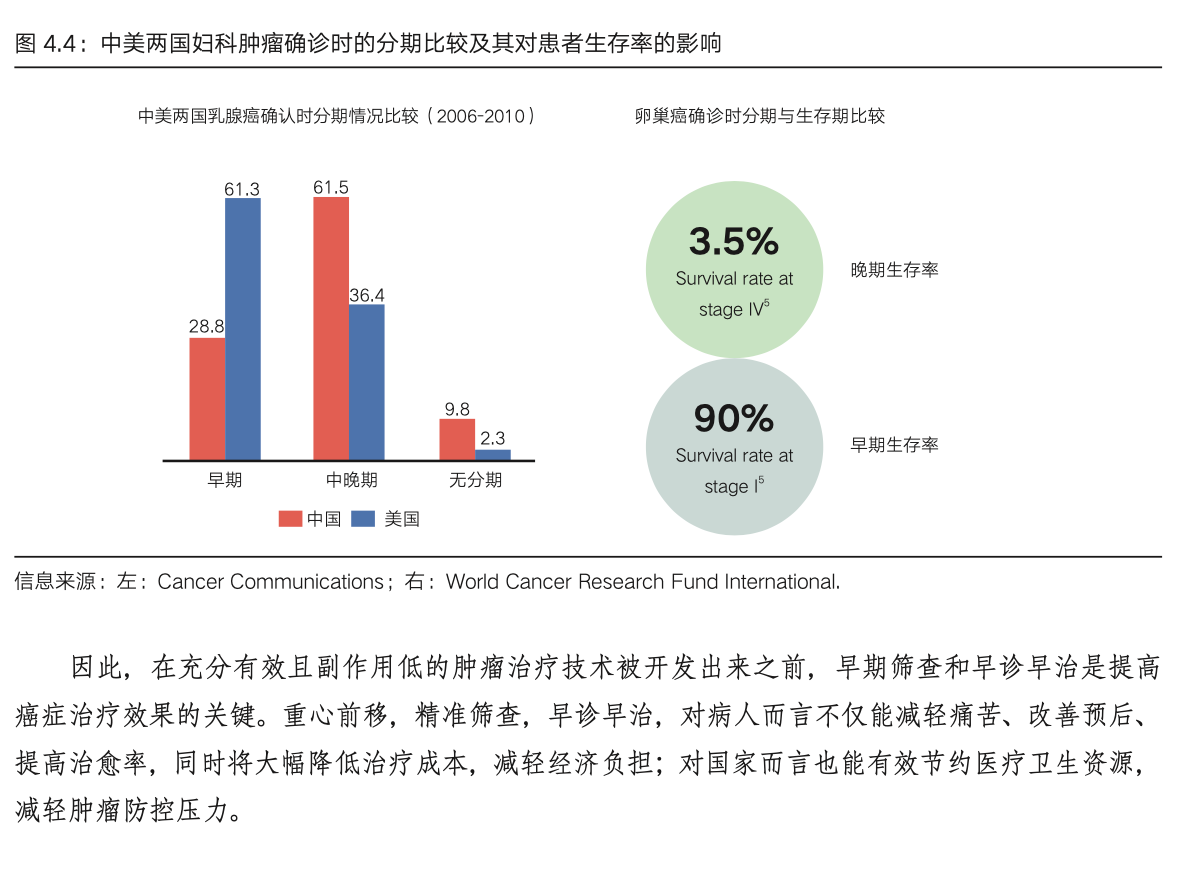 图 4.4：中美两国妇科肿瘤确诊时的分期比较及其对患者生存率的影响
中美两国乳腺癌确认时分期情况比较（2006-2010）
61.3
61.5
36.4
28.8
9.8
2.3
早期
中晚期
无分期
中国
美国
卵巢癌确诊时分期与生存期比较
3.5%
Survival rate at
stage IV5
晚期生存率
90%
Survival rate at
stage I5
早期生存率
信息来源：左：Cancer Communications；右：World Cancer Research Fund International.
因此，在充分有效且副作用低的肿瘤治疗技术被开发出来之前，早期筛查和早诊早治是提高
癌症治疗效果的关键。重心前移，精准筛查，早诊早治，对病人而言不仅能减轻痛苦、改善预后、
提高治愈率，同时将大幅降低治疗成本，减轻经济负担；对国家而言也能有效节约医疗卫生资源，
减轻肿瘤防控压力。